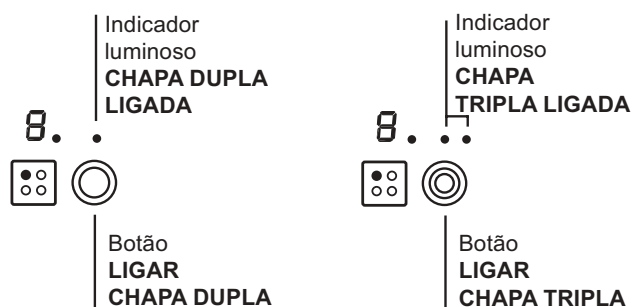 Indicador
luminoso
CHAPA DUPLA
LIGADA
8.
Botão
LIGAR
CHAPA DUPLA
Indicador
luminoso
CHAPA
TRIPLA LIGADA
8.
Botão
LIGAR
CHAPA TRIPLA